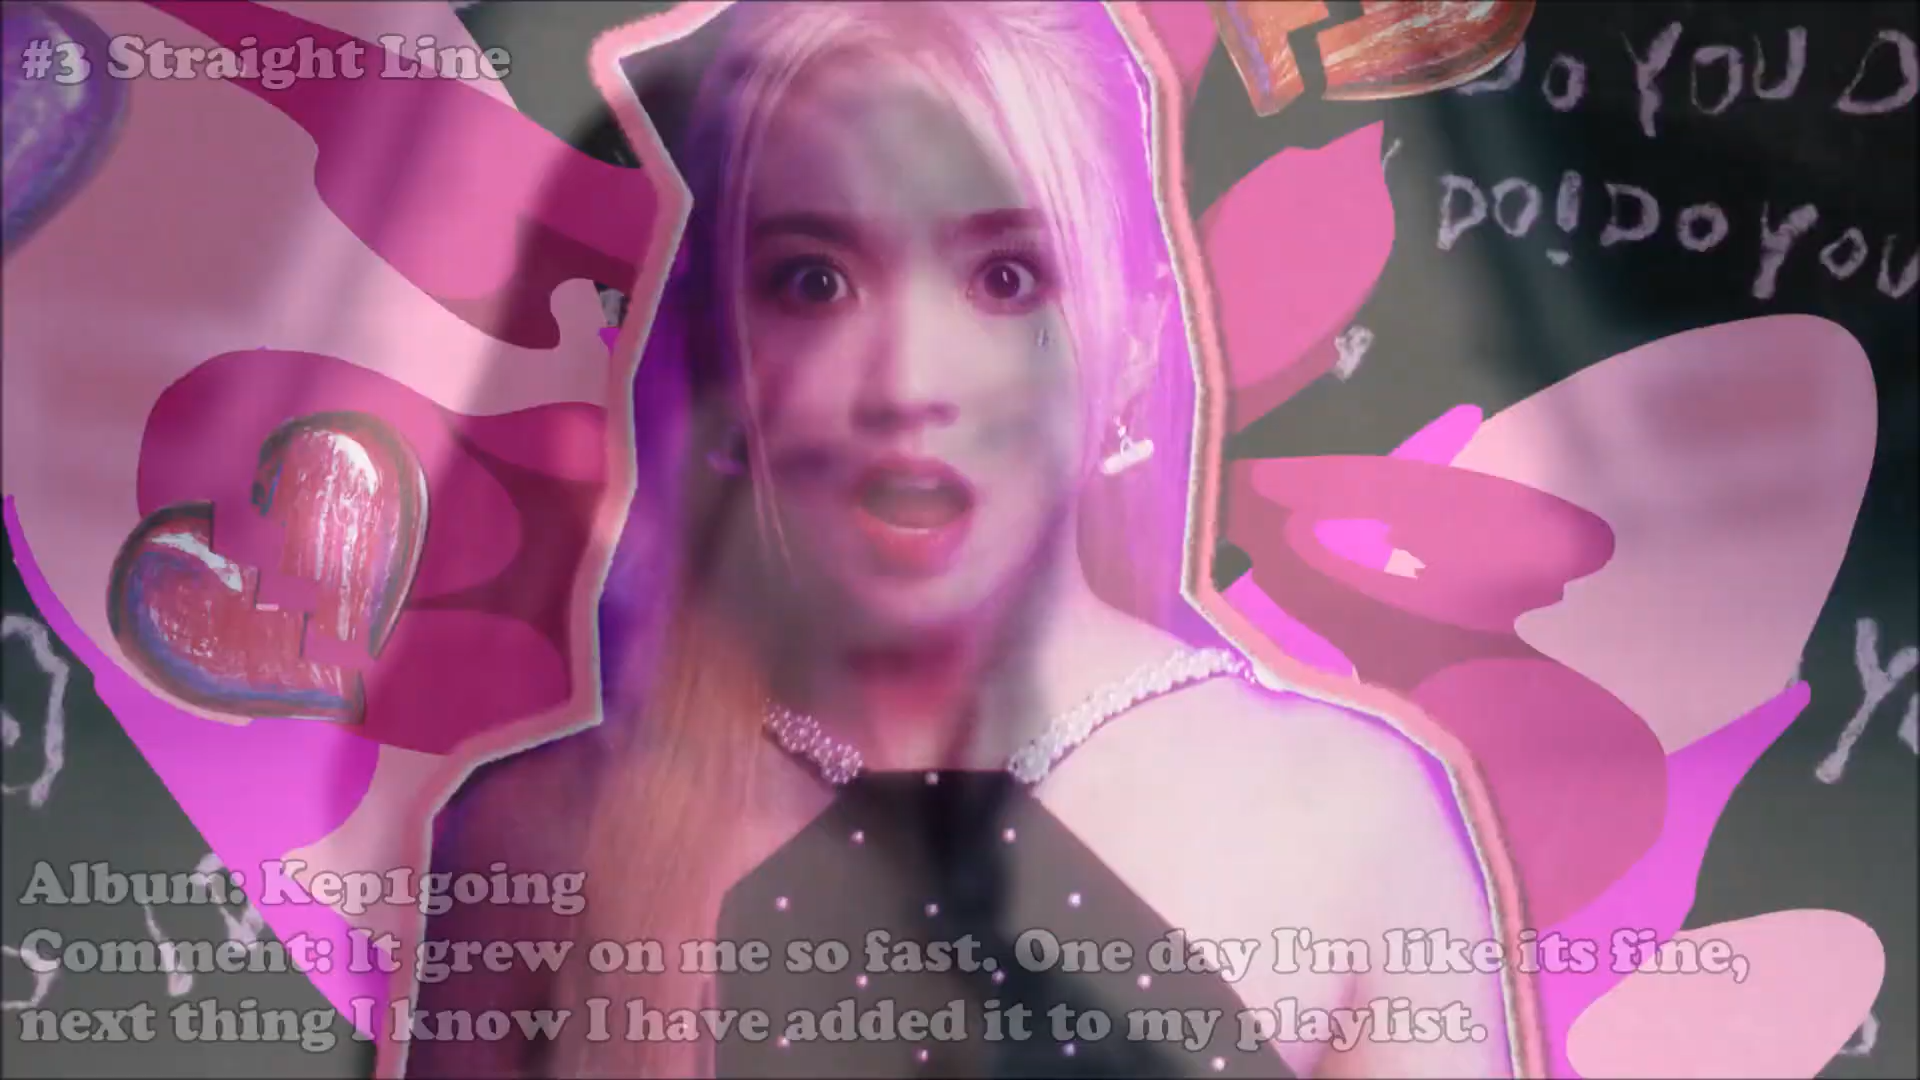 #3 Straight Line
Do YOU D
DO! DO YOU
Album: Kep1going
Comment: It grew on me so fast. One day I'm like its fine,
next thing I know I have added it to my playlist.